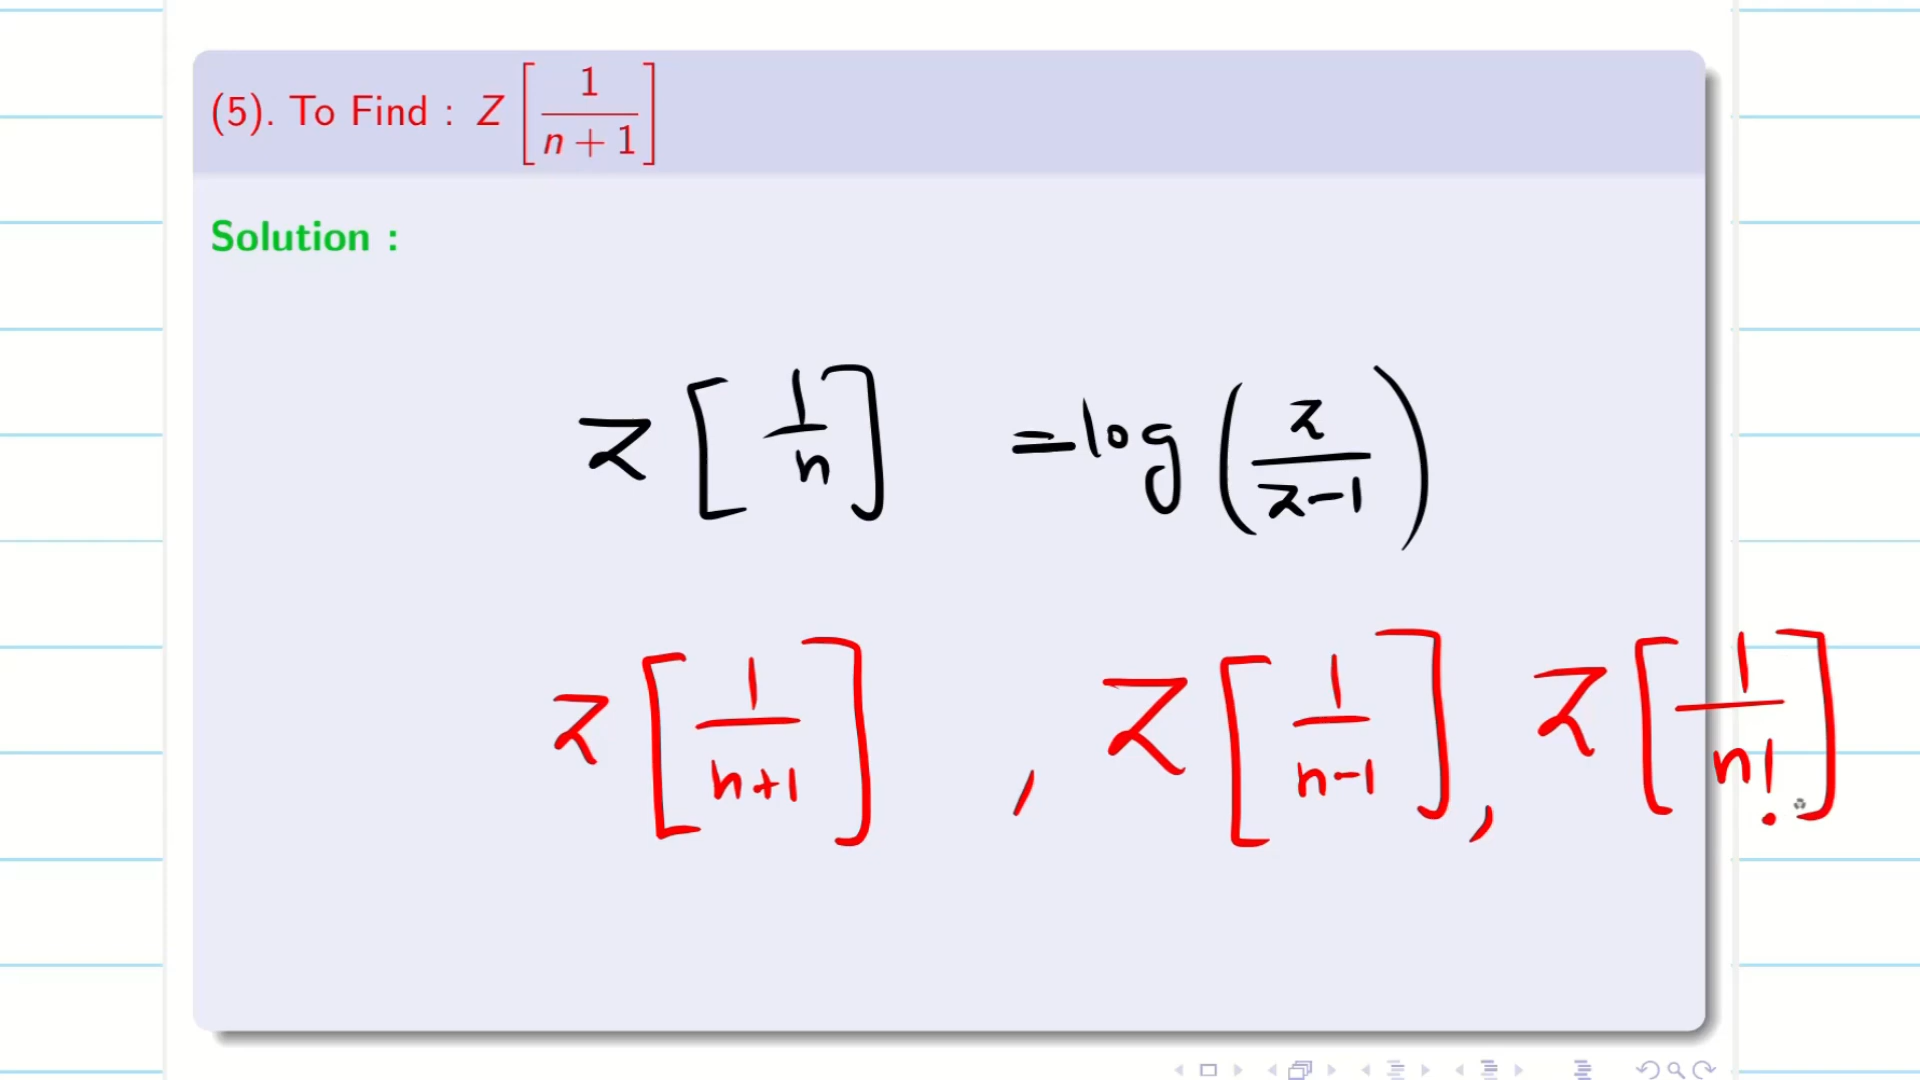 (5). To Find : Z [ 1 / n + 1 ]
Solution :
Z [ 1 / n ] = log ( z / z-1 )
Z [ 1 / n+1 ] , Z [ 1 / n-1 ] , Z [ 1 / n! ]